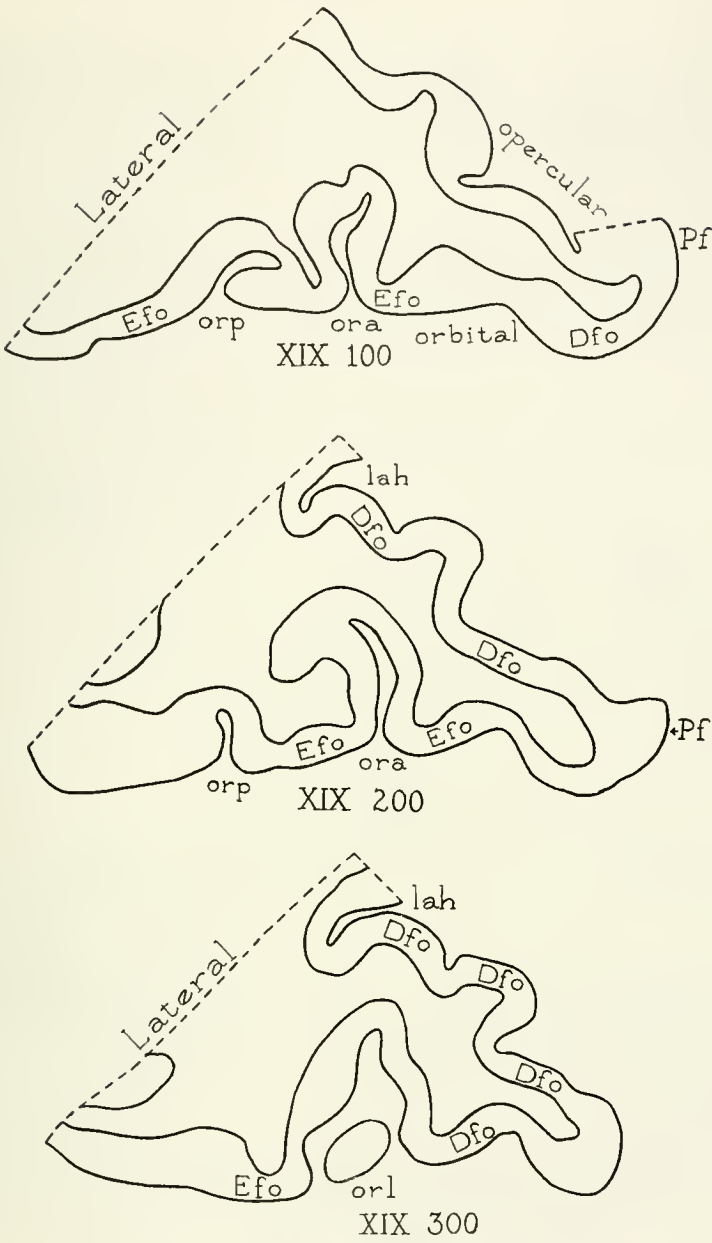 Lateral
opercular
Pf
Efo
orp
ora
Efo
orbital
Dfo
XIX 100
lah
Dfo
Dfo
Pf
Efo
Efo
orp
ora
XIX 200
lah
Dfo
Dfo
Lateral
Dfo
Dfo
Efo
orl
XIX 300